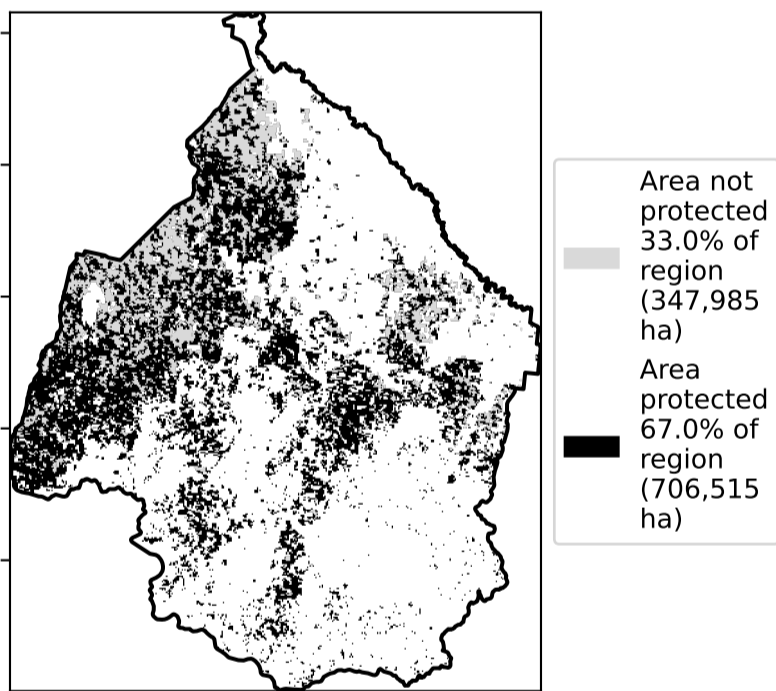 Area not
protected
33.0% of
region
(347,985
ha)
Area
protected
67.0% of
region
(706,515
ha)